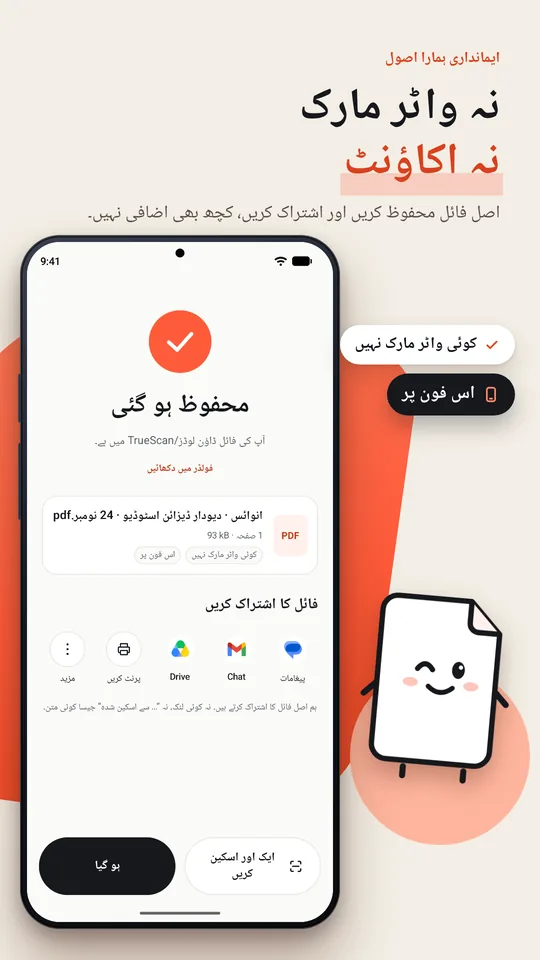 ایمانداری ہمارا اصول
نہ واٹر مارک
نہ اکاؤنٹ
اصل فائل محفوظ کریں اور اشتراک کریں، کچھ بھی اضافی نہیں۔
9:41
کوئی واٹر مارک نہیں
اس فون پر
محفوظ ہو گئی
آپ کی فائل ڈاؤن لوڈز/TrueScan میں ہے۔
فولڈر میں دکھائیں
انوائس · دیودار ڈیزائن اسٹوڈیو · 24 نومبر.pdf
PDF
1 صفحہ · 93 kB
کوئی واٹر مارک نہیں
اس فون پر
فائل کا اشتراک کریں
پیغامات
Chat
Drive
پرنٹ کریں
مزید
ہم اصل فائل کا اشتراک کرتے ہیں۔ نہ کوئی لنک، نہ "... سے اسکین شدہ" جیسا کوئی متن۔
ایک اور اسکین
کریں
ہو گیا